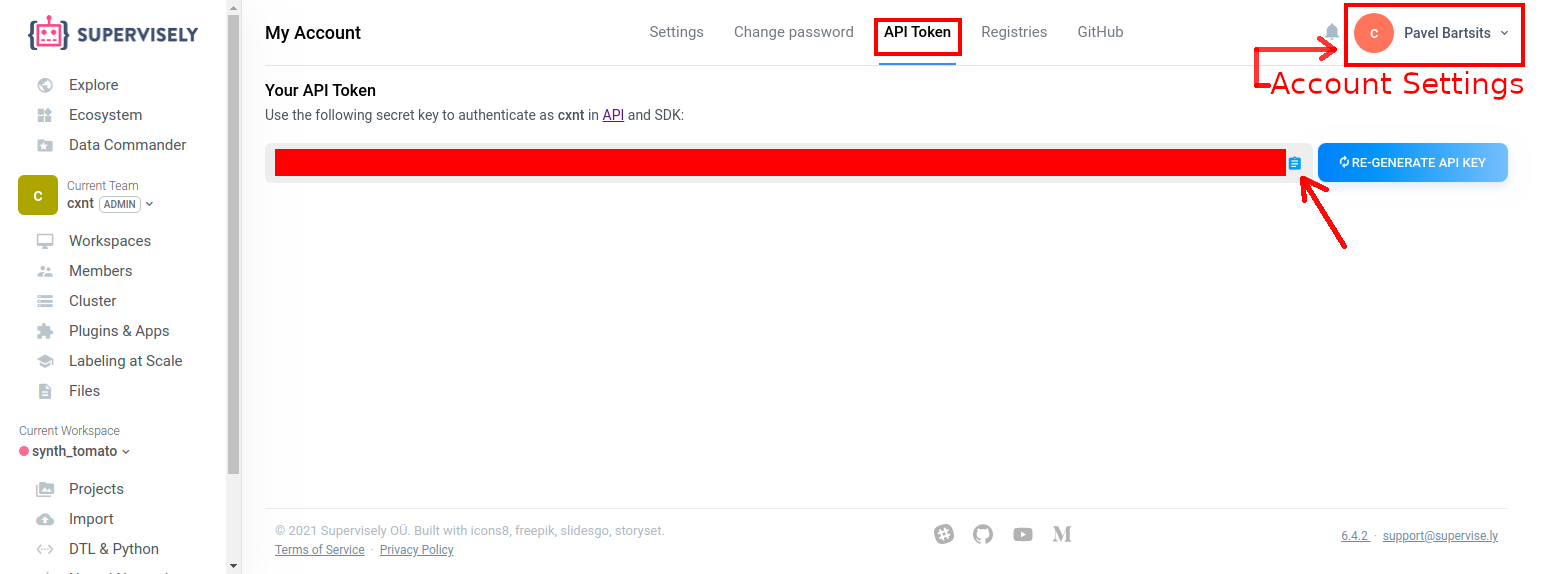 SUPERVISELY
Explore
Ecosystem
Data Commander
C
Current Team
cxnt ADMIN
Workspaces
Members
Cluster
Plugins & Apps
Labeling at Scale
Files
Current Workspace
synth_tomato
Projects
Import
DTL & Python
My Account
Settings Change password API Token Registries GitHub
C Pavel Bartsits
Account Settings
Your API Token
Use the following secret key to authenticate as cxnt in API and SDK:
RE-GENERATE API KEY
© 2021 Supervisely OÜ. Built with icons8, freepik, slidesgo, storyset.
Terms of Service · Privacy Policy
6.4.2 · support@supervise.ly